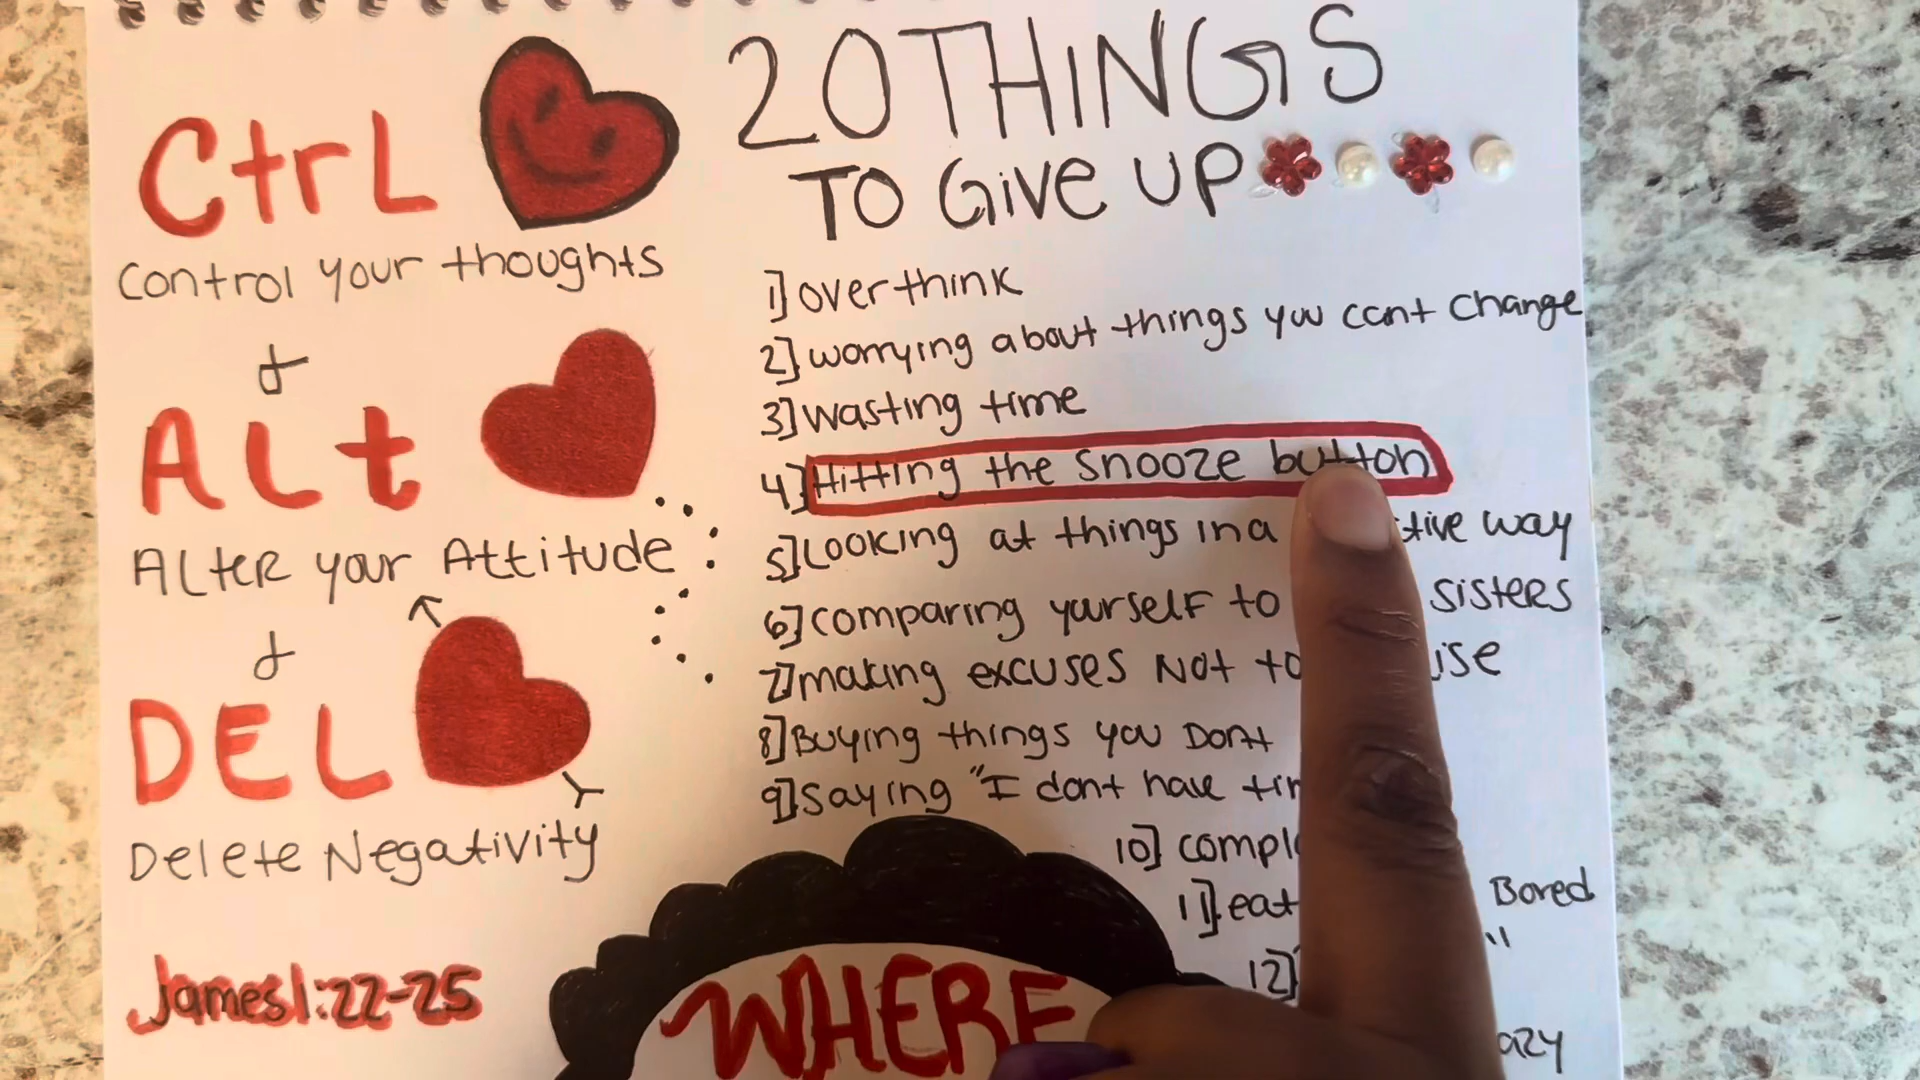 CtrL
Control your thoughts
&
ALt
ALteR your Attitude
&
DEL
Delete Negativity
James 1:22-25
20 THINGS
TO GiVe UP
1] overthink
2] worrying about things you cant change
3] wasting time
4] Hitting the snooze button
5] Looking at things in a way
6] comparing yourself to sisters
7] making excuses Not to
8] Buying things you Dont
9] Saying "I dont have
10]
11] eat Bored
12]
WHERE